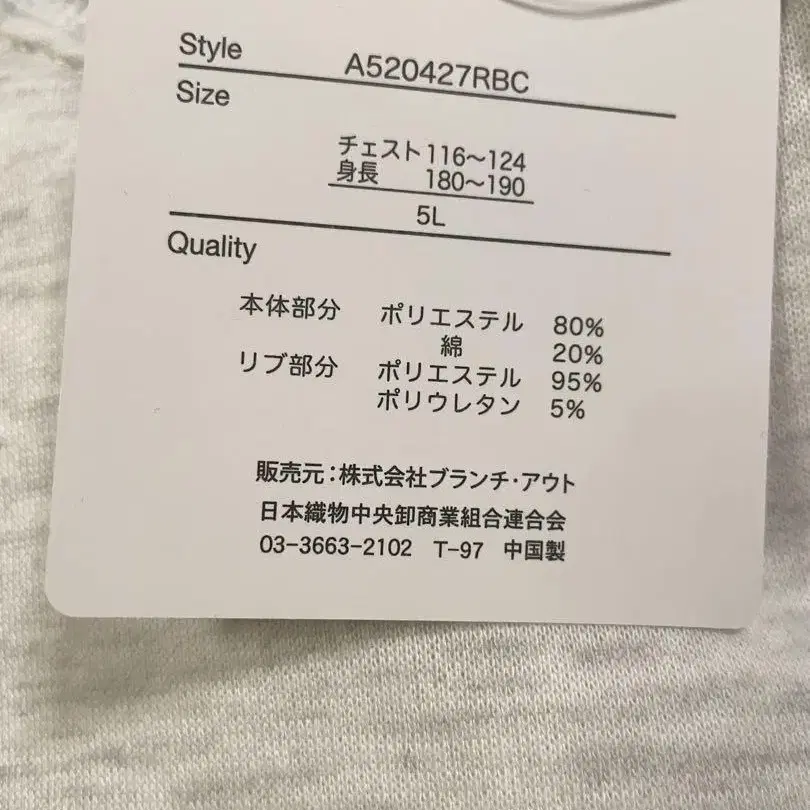 Style A520427RBC
Size
チェスト 116〜124
身長 180〜190
5L
Quality
本体部分 ポリエステル 80%
綿 20%
リブ部分 ポリエステル 95%
ポリウレタン 5%
販売元:株式会社ブランチ・アウト
日本織物中央卸商業組合連合会
03-3663-2102 T-97 中国製